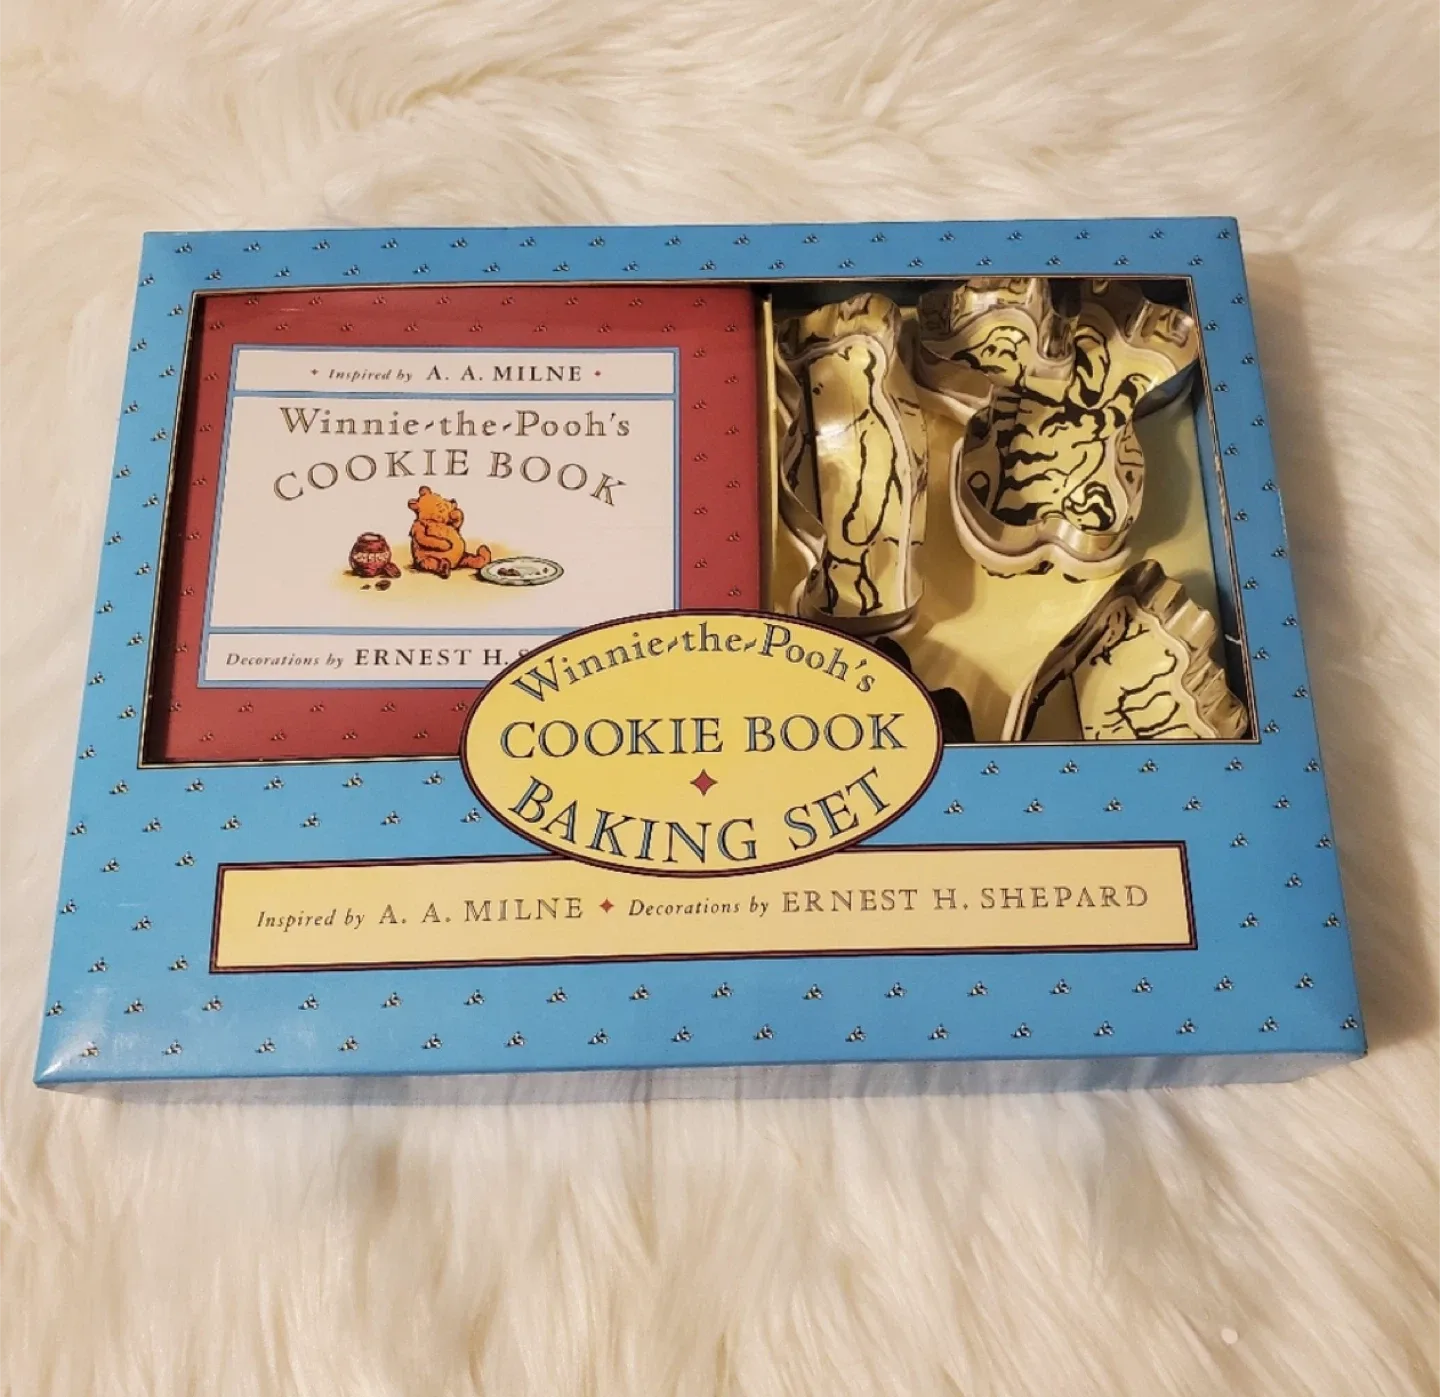 ✦ Inspired by A. A. MILNE ✦
Winnie-the-Pooh's
COOKIE BOOK
Decorations by ERNEST H. S
Winnie-the-Pooh's
COOKIE BOOK
✦
BAKING SET
Inspired by A. A. MILNE ✦ Decorations by ERNEST H. SHEPARD